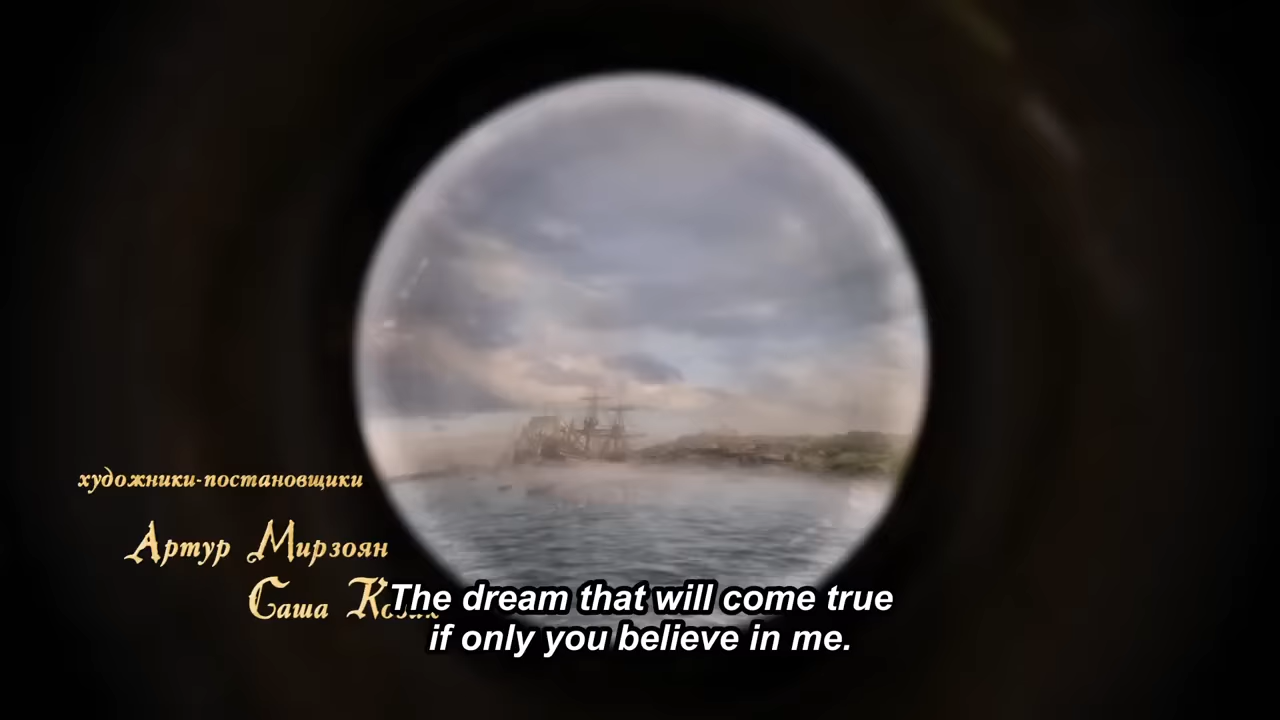 художники-постановщики
Артур Мирзоян
Саша
The dream that will come true
if only you believe in me.